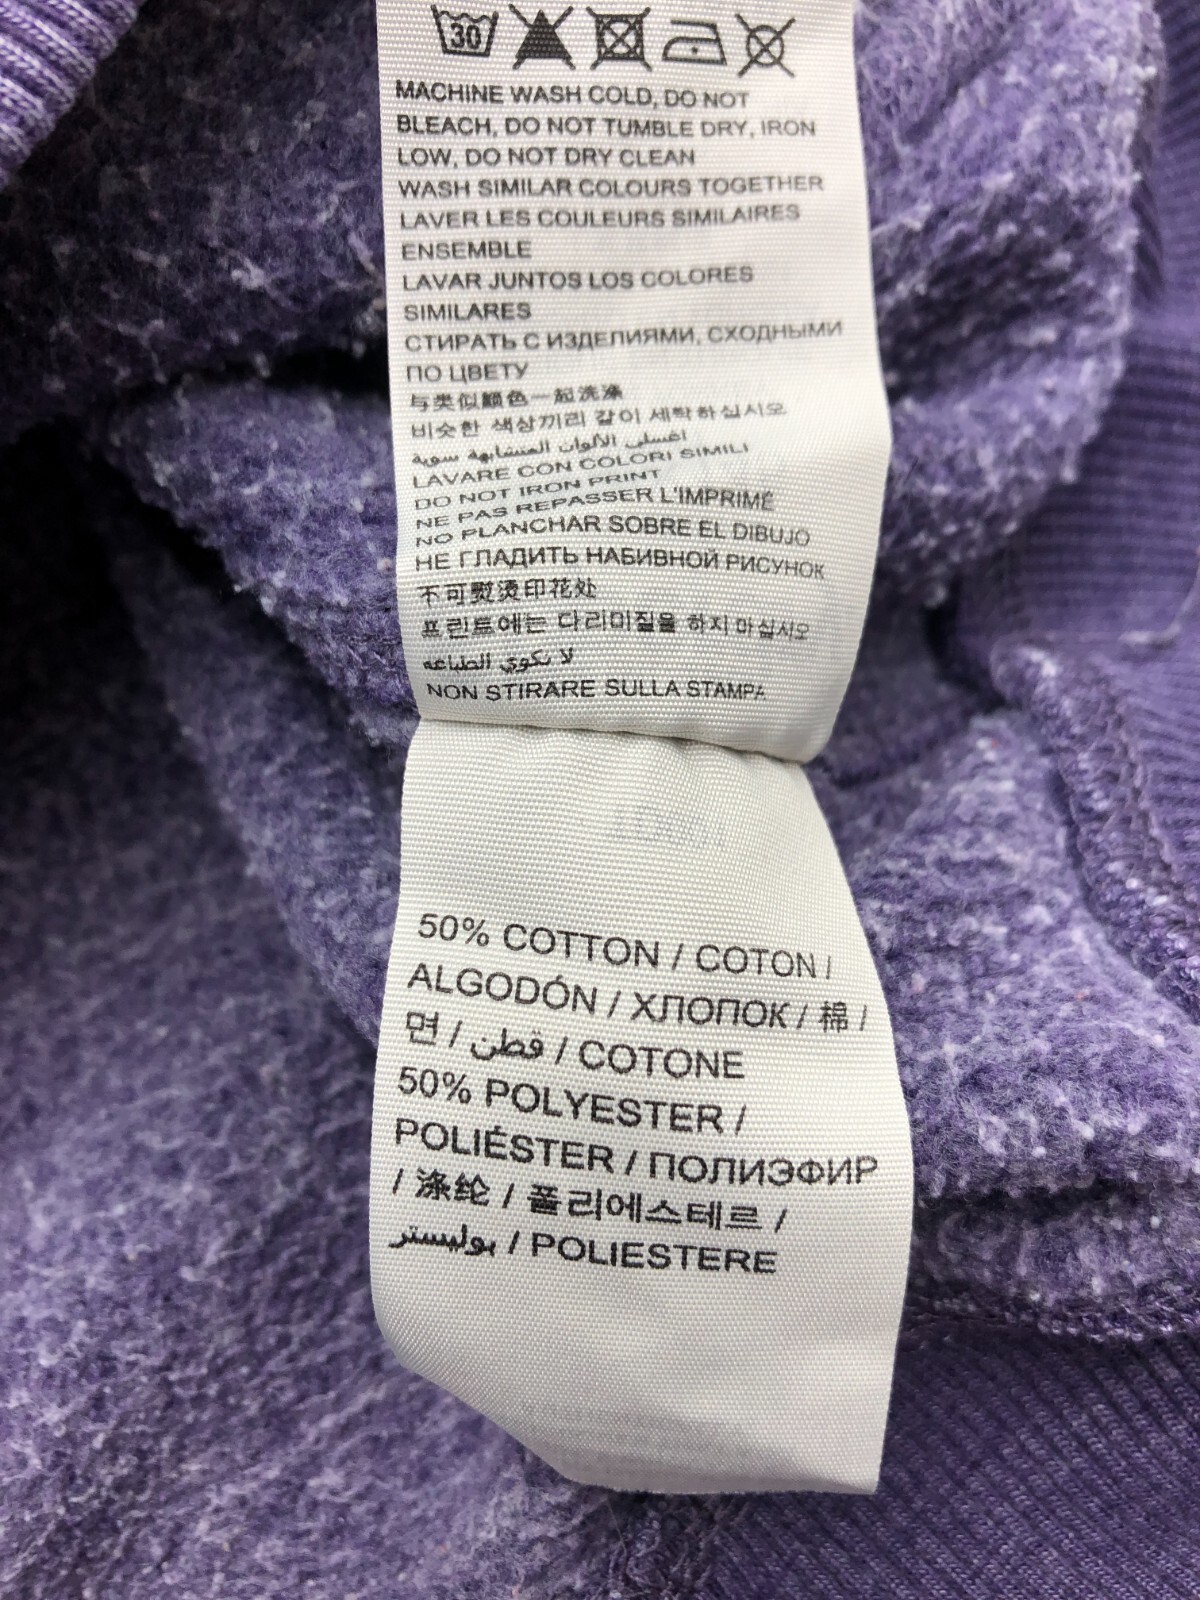 30
MACHINE WASH COLD, DO NOT
BLEACH, DO NOT TUMBLE DRY, IRON
LOW, DO NOT DRY CLEAN
WASH SIMILAR COLOURS TOGETHER
LAVER LES COULEURS SIMILAIRES
ENSEMBLE
LAVAR JUNTOS LOS COLORES
SIMILARES
СТИРАТЬ С ИЗДЕЛИЯМИ, СХОДНЫМИ
ПО ЦВЕТУ
与类似颜色一起洗涤
비슷한 색상끼리 같이 세탁하십시오
اغسلي الألوان المتشابهة سوية
LAVARE CON COLORI SIMILI
DO NOT IRON PRINT
NE PAS REPASSER L'IMPRIMÉ
NO PLANCHAR SOBRE EL DIBUJO
НЕ ГЛАДИТЬ НАБИВНОЙ РИСУНОК
不可熨烫印花处
프린트에는 다리미질을 하지 마십시오
لا تكوي الطباعه
NON STIRARE SULLA STAMPA
50% COTTON / COTON /
ALGODÓN / ХЛОПОК / 棉 /
면 / قطن / COTONE
50% POLYESTER /
POLIÉSTER / ПОЛИЭФИР
/ 涤纶 / 폴리에스테르 /
بوليستر / POLIESTERE